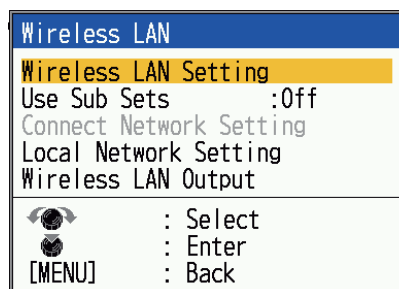 Wireless LAN
Wireless LAN Setting
Use Sub Sets :Off
Connect Network Setting
Local Network Setting
Wireless LAN Output
: Select
: Enter
[MENU] : Back